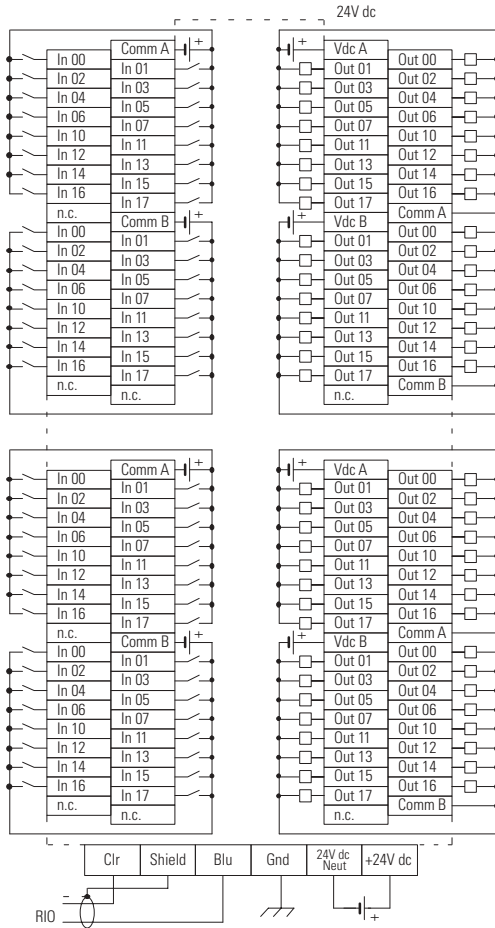 24V dc
Comm A + + Vdc A
In 00 In 01 Out 01 Out 00
In 02 In 03 Out 03 Out 02
In 04 In 05 Out 05 Out 04
In 06 In 07 Out 07 Out 06
In 10 In 11 Out 11 Out 10
In 12 In 13 Out 13 Out 12
In 14 In 15 Out 15 Out 14
In 16 In 17 Out 17 Out 16
n.c. Comm B + + Vdc B Comm A
In 00 In 01 Out 01 Out 00
In 02 In 03 Out 03 Out 02
In 04 In 05 Out 05 Out 04
In 06 In 07 Out 07 Out 06
In 10 In 11 Out 11 Out 10
In 12 In 13 Out 13 Out 12
In 14 In 15 Out 15 Out 14
In 16 In 17 Out 17 Out 16
n.c. n.c. n.c. Comm B
Comm A + + Vdc A
In 00 In 01 Out 01 Out 00
In 02 In 03 Out 03 Out 02
In 04 In 05 Out 05 Out 04
In 06 In 07 Out 07 Out 06
In 10 In 11 Out 11 Out 10
In 12 In 13 Out 13 Out 12
In 14 In 15 Out 15 Out 14
In 16 In 17 Out 17 Out 16
n.c. Comm B + + Vdc B Comm A
In 00 In 01 Out 01 Out 00
In 02 In 03 Out 03 Out 02
In 04 In 05 Out 05 Out 04
In 06 In 07 Out 07 Out 06
In 10 In 11 Out 11 Out 10
In 12 In 13 Out 13 Out 12
In 14 In 15 Out 15 Out 14
In 16 In 17 Out 17 Out 16
n.c. n.c. n.c. Comm B
Clr Shield Blu Gnd 24V dc Neut +24V dc
RIO +